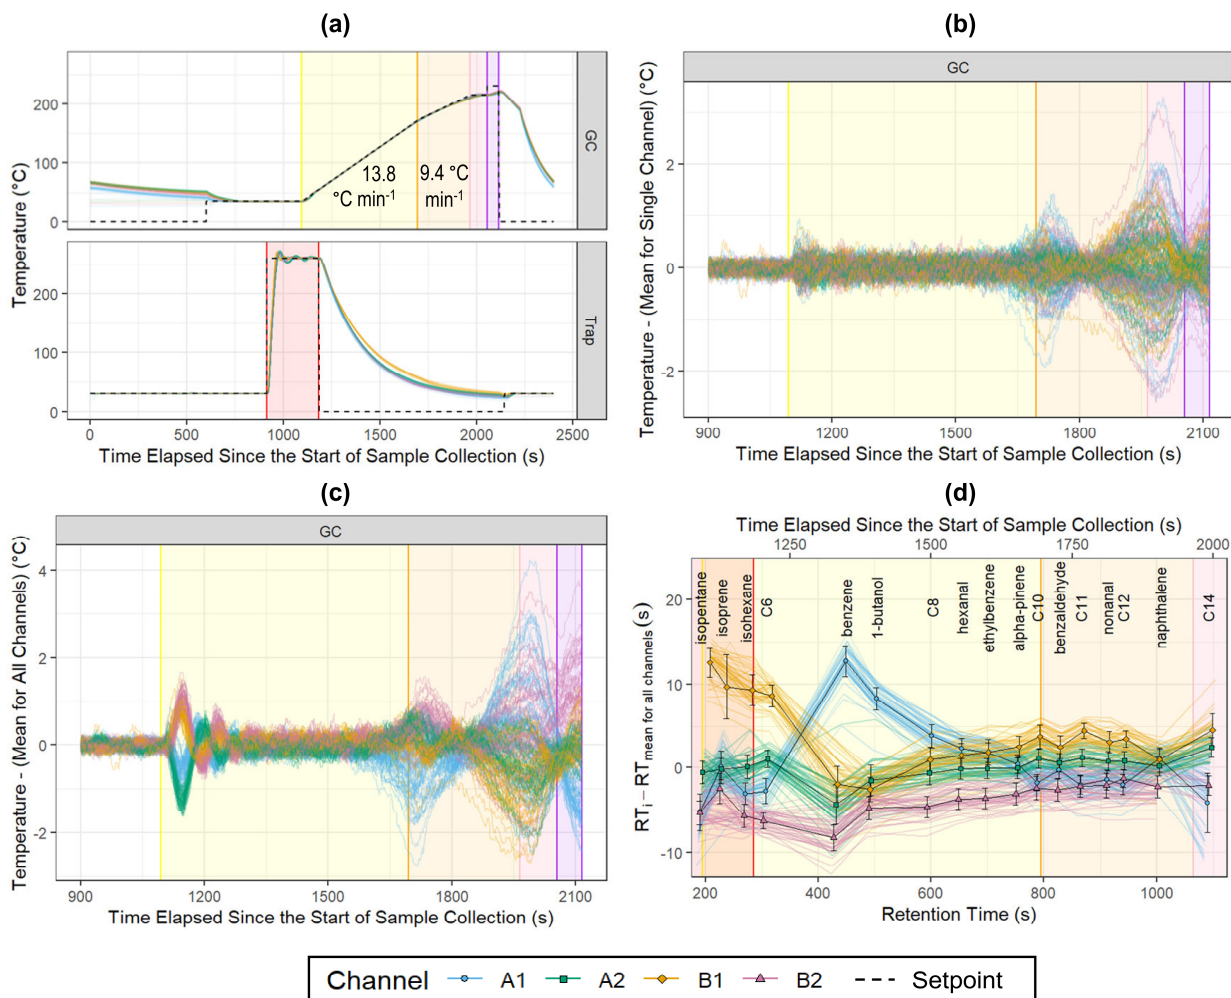 (a)
GC
Temperature (°C)
200
100
0
13.8
°C min-1
9.4 °C
min-1
Trap
200
100
0
0
500
1000
1500
2000
2500
Time Elapsed Since the Start of Sample Collection (s)
(b)
GC
Temperature - (Mean for Single Channel) (°C)
2
0
-2
900
1200
1500
1800
2100
Time Elapsed Since the Start of Sample Collection (s)
(c)
GC
Temperature - (Mean for All Channels) (°C)
4
2
0
-2
900
1200
1500
1800
2100
Time Elapsed Since the Start of Sample Collection (s)
(d)
Time Elapsed Since the Start of Sample Collection (s)
1250
1500
1750
2000
RTi − RTmean for all channels (s)
20
10
0
-10
isopentane
isoprene
isohexane
C6
benzene
1-butanol
C8
hexanal
ethylbenzene
alpha-pinene
C10
benzaldehyde
C11
nonanal
C12
naphthalene
C14
200
400
600
800
1000
Retention Time (s)
Channel A1 A2 B1 B2 Setpoint